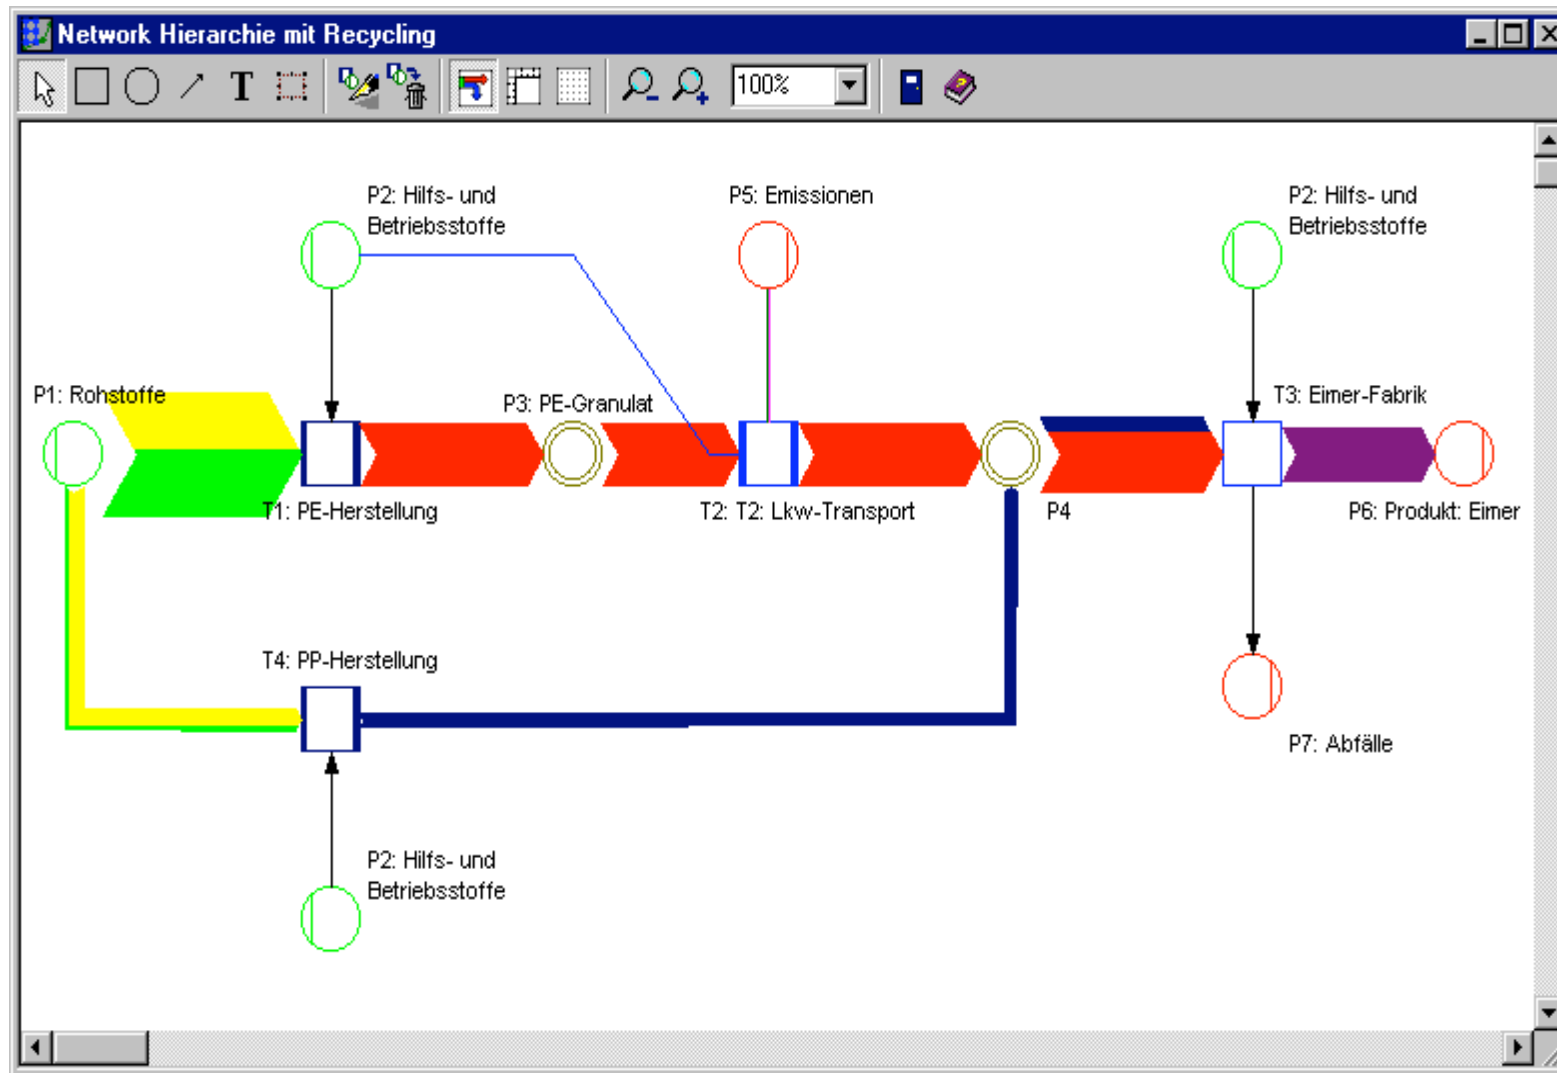 Network Hierarchie mit Recycling
T
100%
P2: Hilfs- und
Betriebsstoffe
P5: Emissionen
P2: Hilfs- und
Betriebsstoffe
P1: Rohstoffe
P3: PE-Granulat
T3: Eimer-Fabrik
T1: PE-Herstellung
T2: T2: Lkw-Transport
P4
P6: Produkt: Eimer
T4: PP-Herstellung
P7: Abfälle
P2: Hilfs- und
Betriebsstoffe